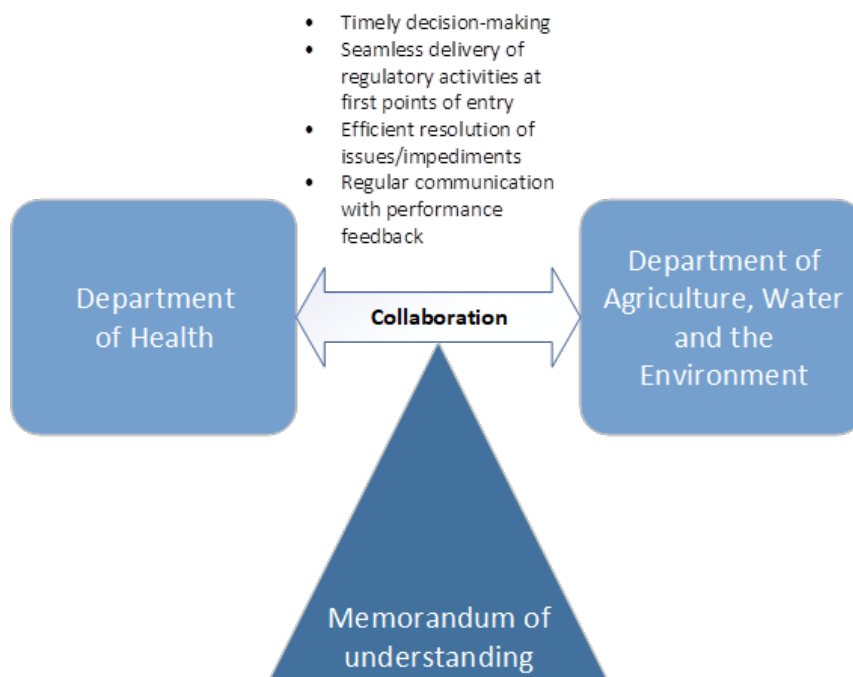 • Timely decision-making
• Seamless delivery of
regulatory activities at
first points of entry
• Efficient resolution of
issues/impediments
• Regular communication
with performance
feedback
Department
of Health
Collaboration
Department of
Agriculture, Water
and the
Environment
Memorandum of
understanding